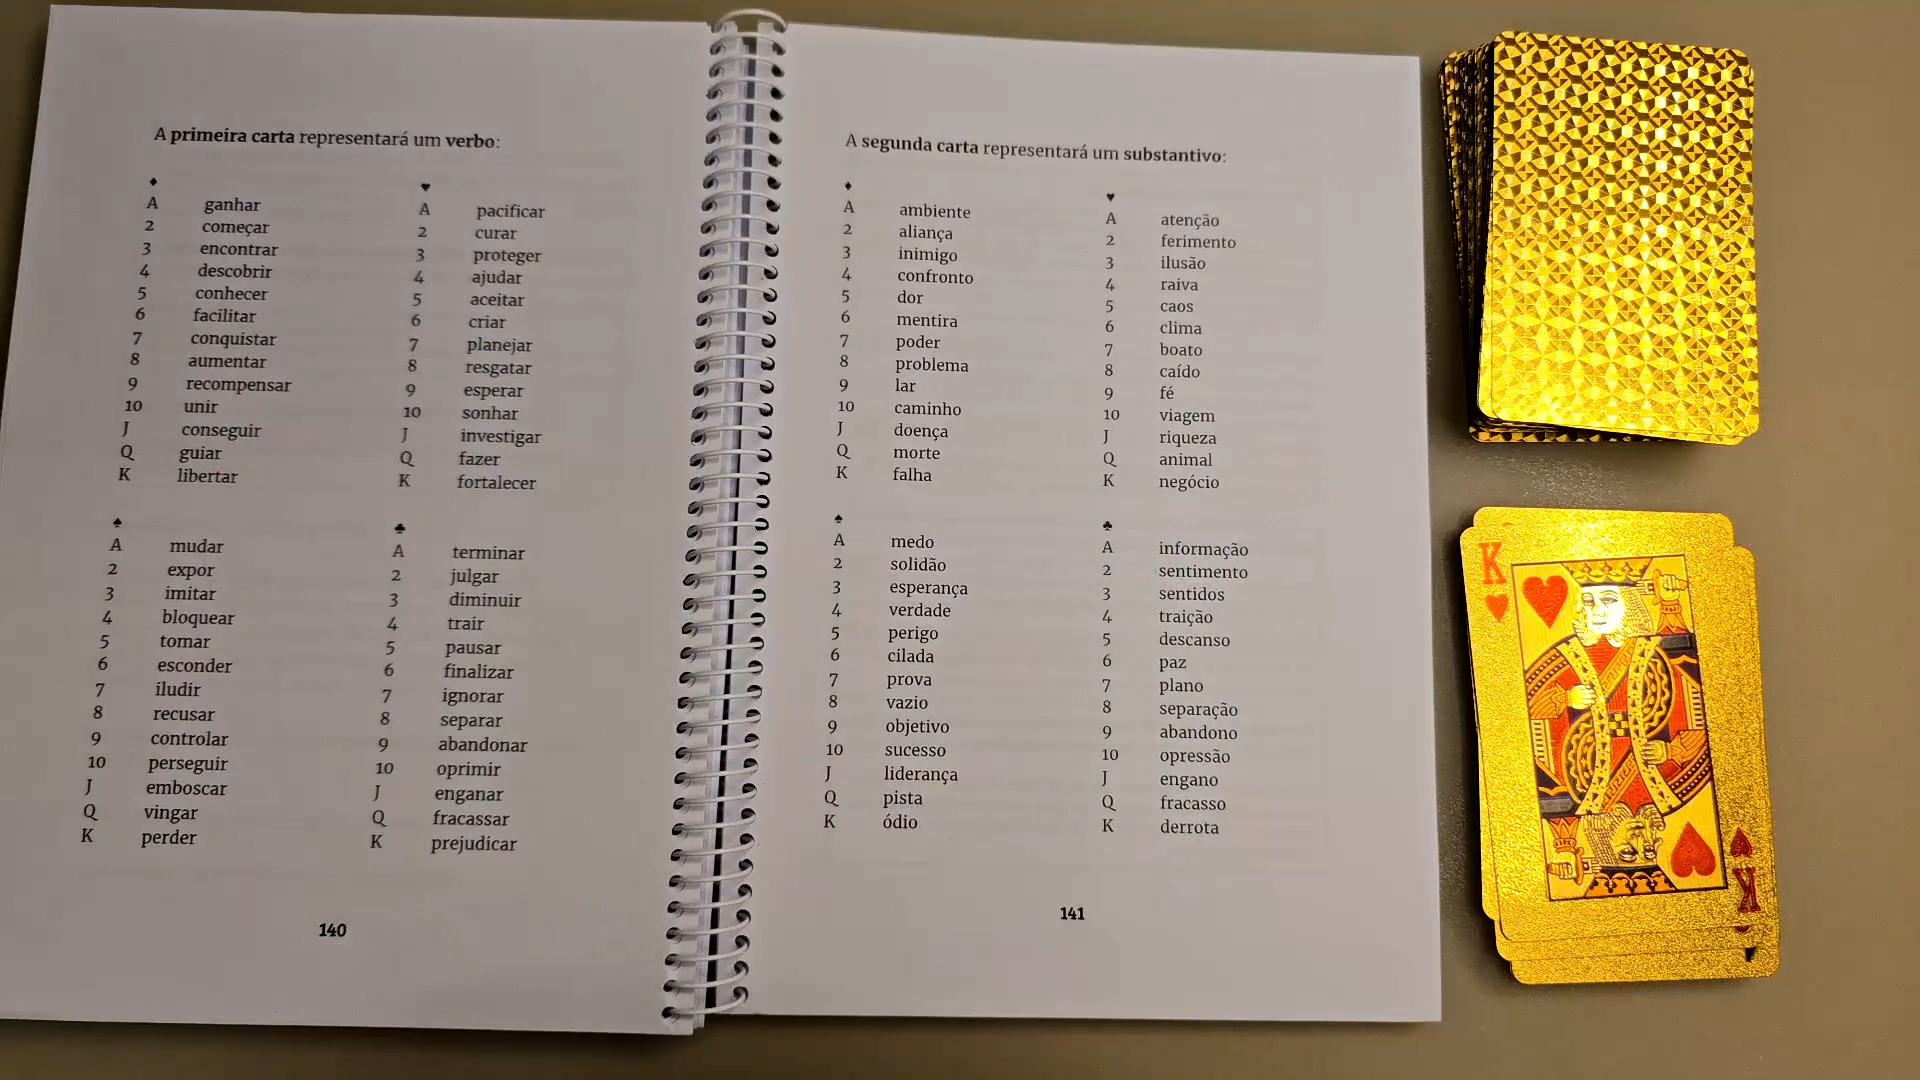 A primeira carta representará um verbo:
♦
A ganhar
2 começar
3 encontrar
4 descobrir
5 conhecer
6 facilitar
7 conquistar
8 aumentar
9 recompensar
10 unir
J conseguir
Q guiar
K libertar
♥
A pacificar
2 curar
3 proteger
4 ajudar
5 aceitar
6 criar
7 planejar
8 resgatar
9 esperar
10 sonhar
J investigar
Q fazer
K fortalecer
♠
A mudar
2 expor
3 imitar
4 bloquear
5 tomar
6 esconder
7 iludir
8 recusar
9 controlar
10 perseguir
J emboscar
Q vingar
K perder
♣
A terminar
2 julgar
3 diminuir
4 trair
5 pausar
6 finalizar
7 ignorar
8 separar
9 abandonar
10 oprimir
J enganar
Q fracassar
K prejudicar
140
A segunda carta representará um substantivo:
♦
A ambiente
2 aliança
3 inimigo
4 confronto
5 dor
6 mentira
7 poder
8 problema
9 lar
10 caminho
J doença
Q morte
K falha
♥
A atenção
2 ferimento
3 ilusão
4 raiva
5 caos
6 clima
7 boato
8 caído
9 fé
10 viagem
J riqueza
Q animal
K negócio
♠
A medo
2 solidão
3 esperança
4 verdade
5 perigo
6 cilada
7 prova
8 vazio
9 objetivo
10 sucesso
J liderança
Q pista
K ódio
♣
A informação
2 sentimento
3 sentidos
4 traição
5 descanso
6 paz
7 plano
8 separação
9 abandono
10 opressão
J engano
Q fracasso
K derrota
141
K
K